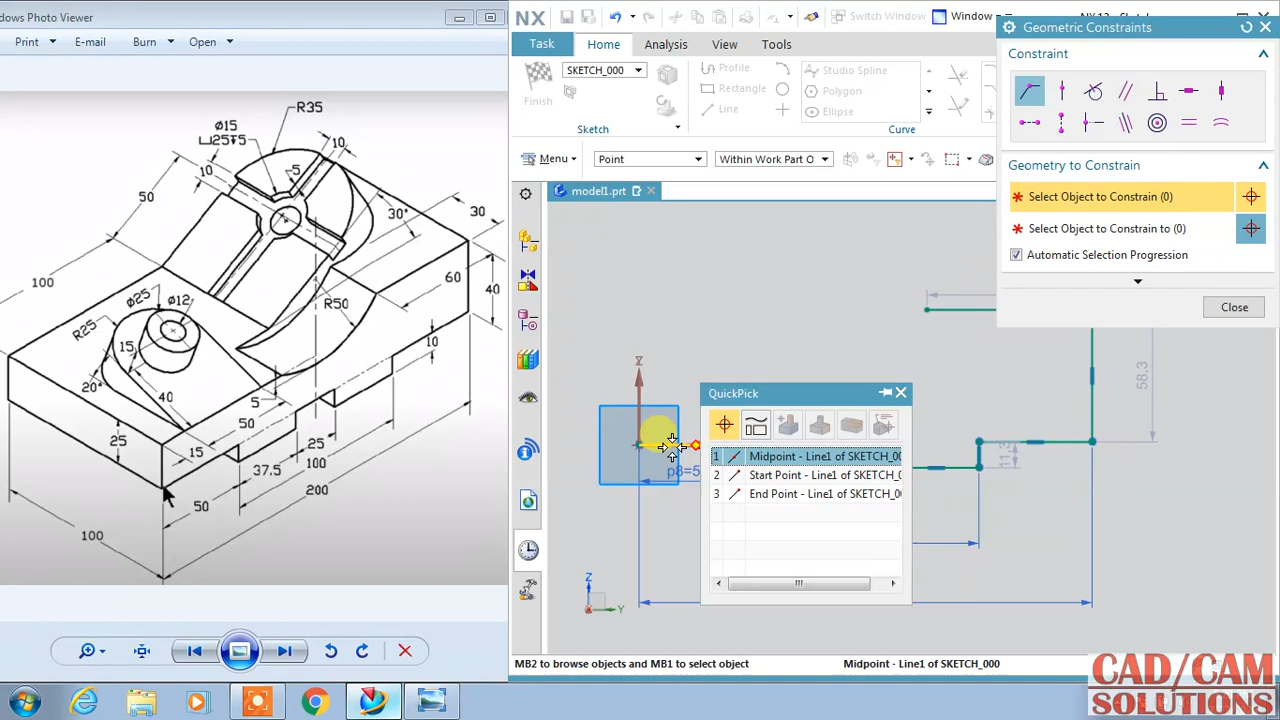 dows Photo Viewer
Print E-mail Burn Open
R35
ø15
⌴25↧5
10
10
5
50
30°
30
100
60
40
ø25 ø12
R25
R50
15
10
20°
40
5
50
25
15
25
37.5
100
50
200
100
NX
Switch Window Window
Task Home Analysis View Tools
Finish
SKETCH_000
Sketch
Profile
Rectangle
Line
Studio Spline
Polygon
Ellipse
Curve
Menu Point Within Work Part O
model1.prt
Geometric Constraints
Constraint
Geometry to Constrain
Select Object to Constrain (0)
Select Object to Constrain to (0)
Automatic Selection Progression
Close
58,3
11,3
p8=5
QuickPick
1 Midpoint - Line1 of SKETCH_00
2 Start Point - Line1 of SKETCH_0
3 End Point - Line1 of SKETCH_00
Z
Y
MB2 to browse objects and MB1 to select object Midpoint - Line1 of SKETCH_000
CAD/CAM
SOLUTIONS